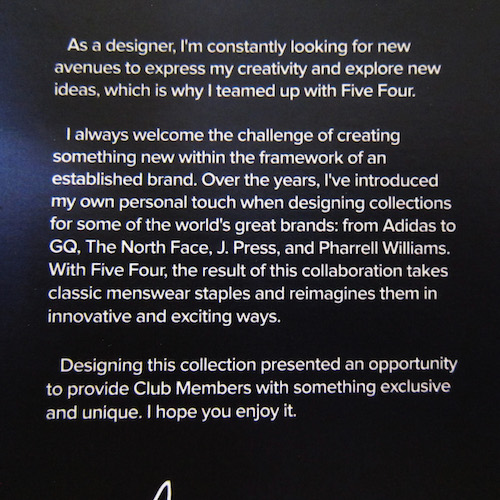 As a designer, I'm constantly looking for new
avenues to express my creativity and explore new
ideas, which is why I teamed up with Five Four.
I always welcome the challenge of creating
something new within the framework of an
established brand. Over the years, I've introduced
my own personal touch when designing collections
for some of the world's great brands: from Adidas to
GQ, The North Face, J. Press, and Pharrell Williams.
With Five Four, the result of this collaboration takes
classic menswear staples and reimagines them in
innovative and exciting ways.
Designing this collection presented an opportunity
to provide Club Members with something exclusive
and unique. I hope you enjoy it.